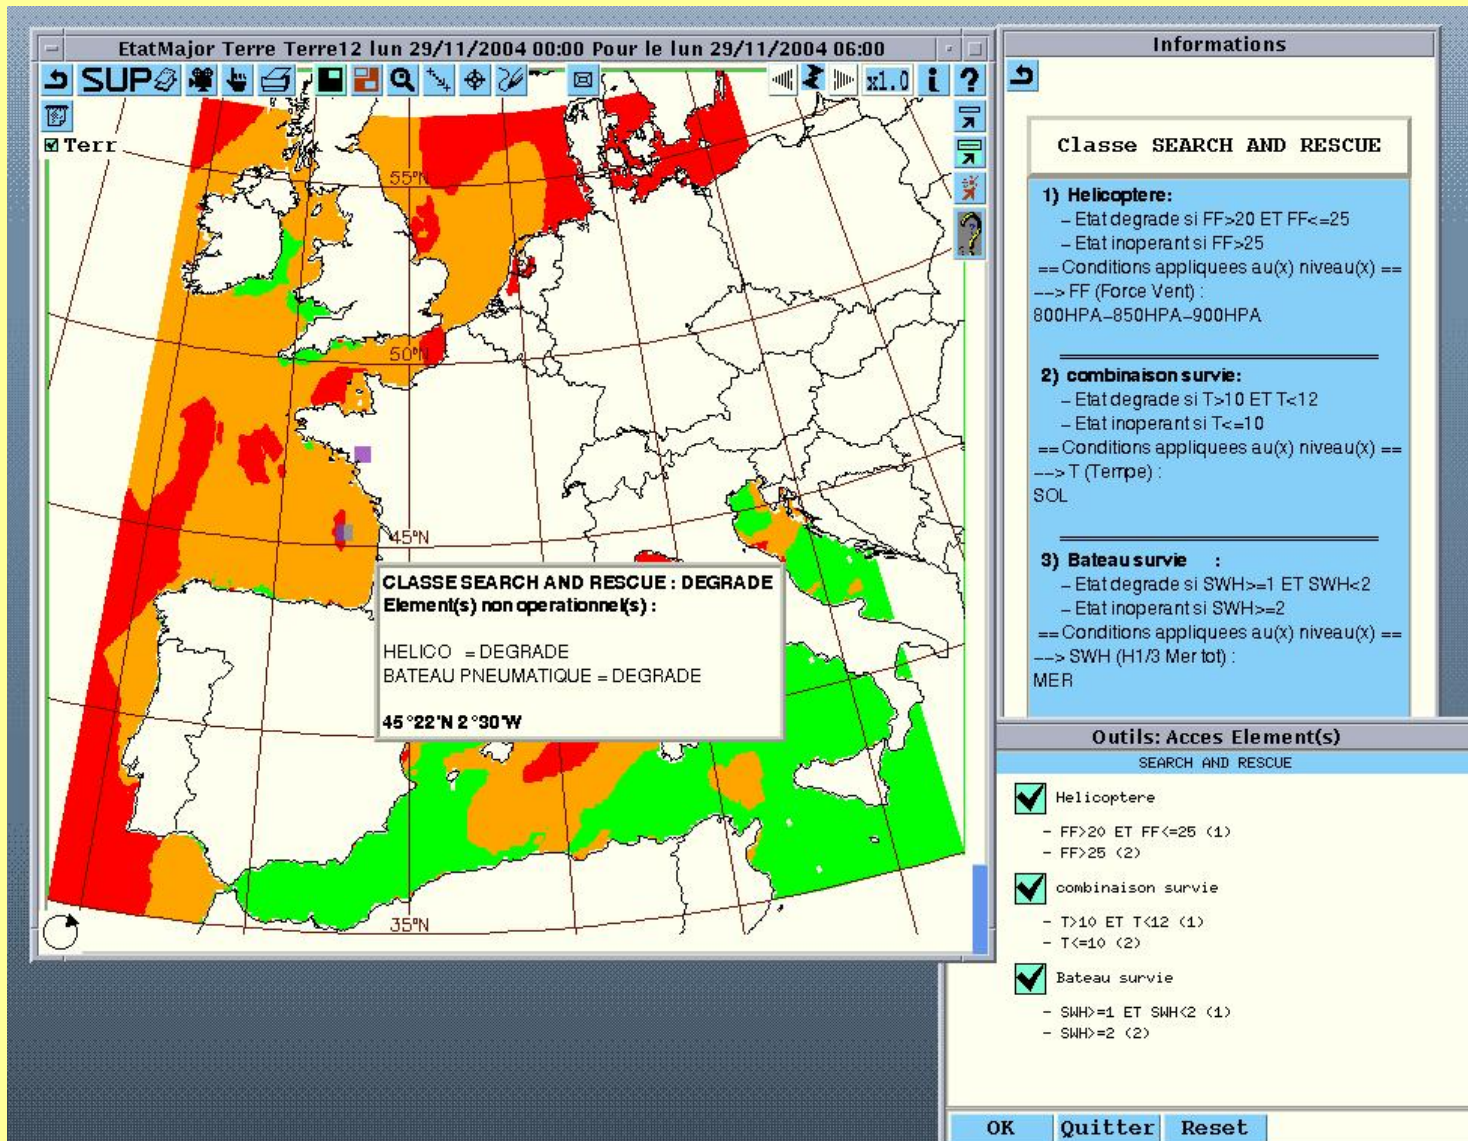 EtatMajor Terre Terre12 lun 29/11/2004 00:00 Pour le lun 29/11/2004 06:00
SUP
x1.0
i
?
Terr
55°N
50°N
45°N
35°N
CLASSE SEARCH AND RESCUE : DEGRADE
Element(s) non operationnel(s) :
HELICO = DEGRADE
BATEAU PNEUMATIQUE = DEGRADE
45°22'N 2°30'W
Informations
Classe SEARCH AND RESCUE
1) Helicoptere:
– Etat degrade si FF>20 ET FF<=25
– Etat inoperant si FF>25
== Conditions appliquees au(x) niveau(x) ==
––> FF (Force Vent) :
800HPA–850HPA–900HPA
2) combinaison survie:
– Etat degrade si T>10 ET T<12
– Etat inoperant si T<=10
== Conditions appliquees au(x) niveau(x) ==
––> T (Tempe) :
SOL
3) Bateau survie :
– Etat degrade si SWH>=1 ET SWH<2
– Etat inoperant si SWH>=2
== Conditions appliquees au(x) niveau(x) ==
––> SWH (H1/3 Mer tot) :
MER
Outils: Acces Element(s)
SEARCH AND RESCUE
Helicoptere
- FF>20 ET FF<=25 (1)
- FF>25 (2)
combinaison survie
- T>10 ET T<12 (1)
- T<=10 (2)
Bateau survie
- SWH>=1 ET SWH<2 (1)
- SWH>=2 (2)
OK Quitter Reset